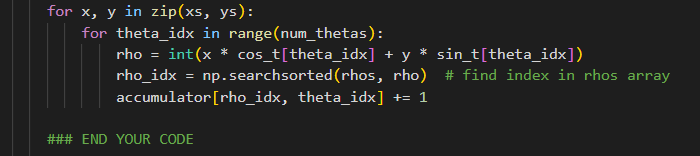 for x, y in zip(xs, ys):
    for theta_idx in range(num_thetas):
        rho = int(x * cos_t[theta_idx] + y * sin_t[theta_idx])
        rho_idx = np.searchsorted(rhos, rho)  # find index in rhos array
        accumulator[rho_idx, theta_idx] += 1
### END YOUR CODE